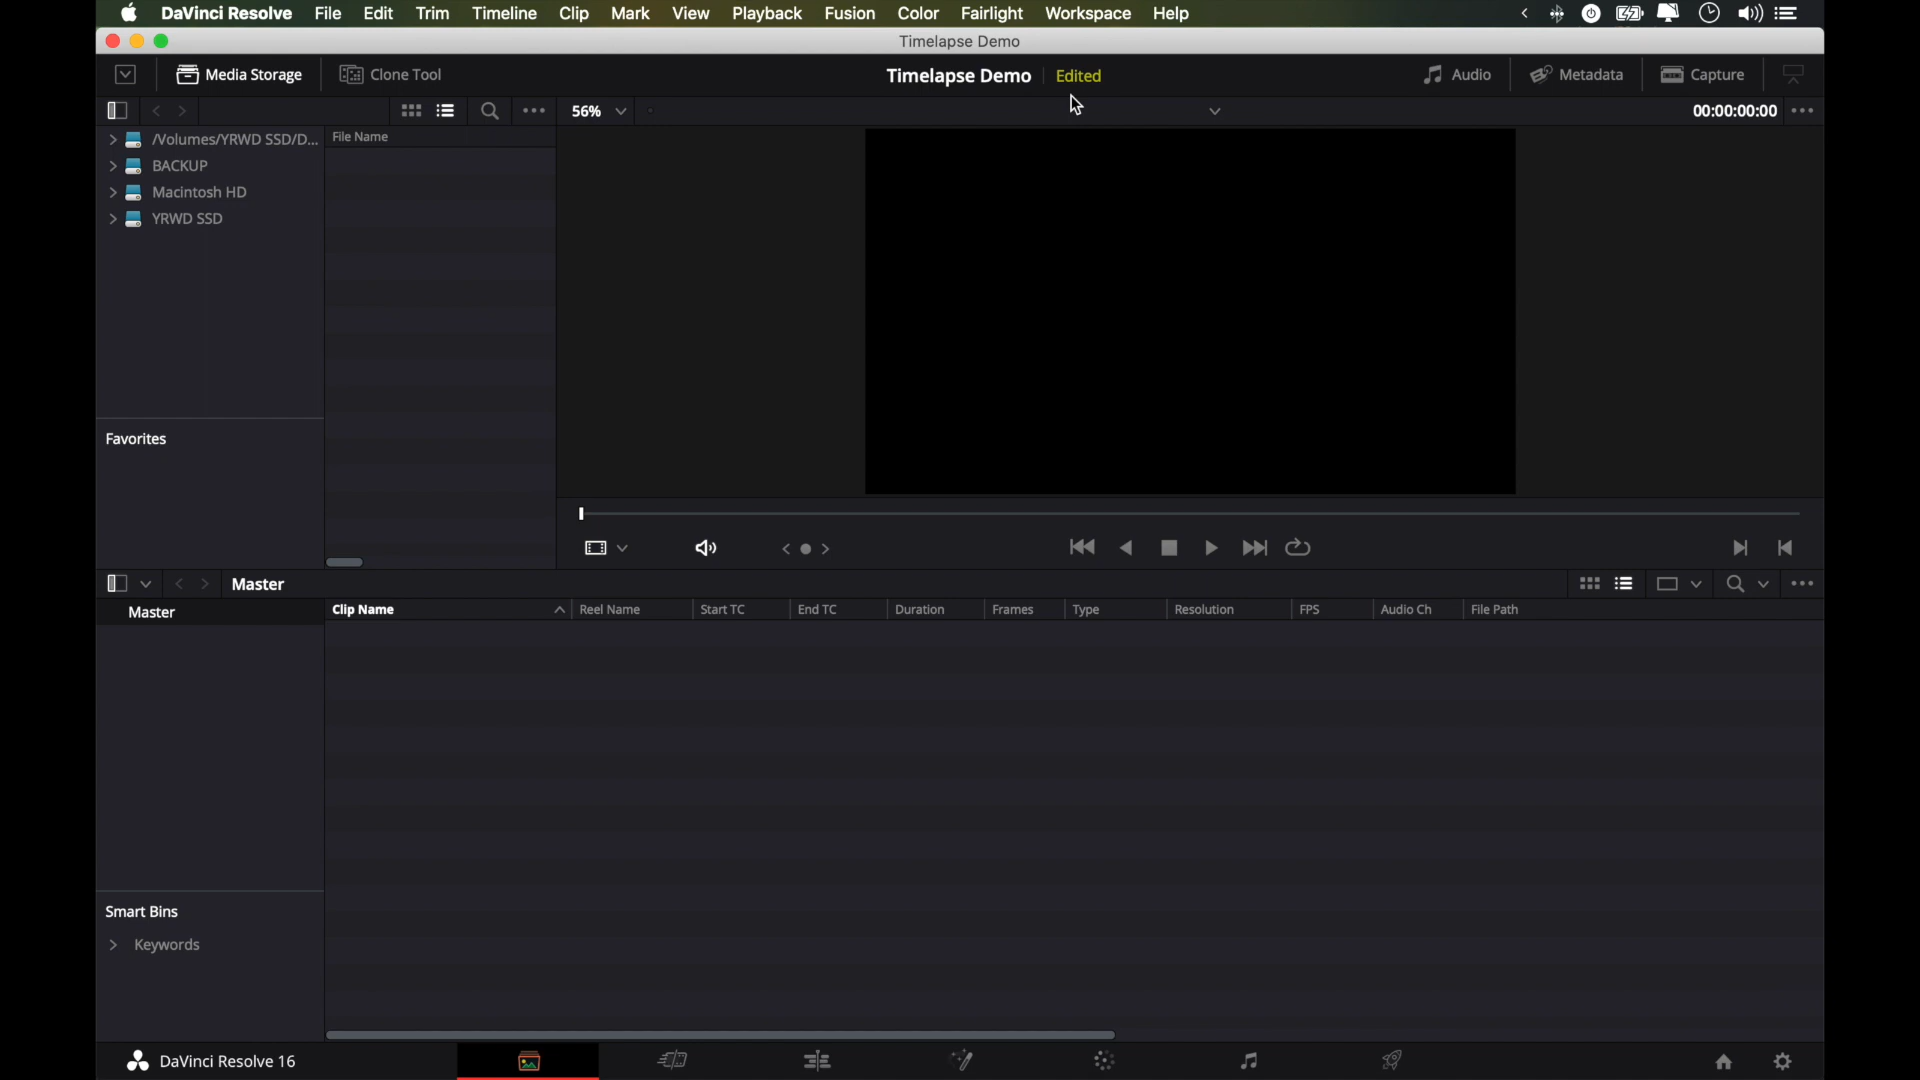 DaVinci Resolve File Edit Trim Timeline Clip Mark View Playback Fusion Color Fairlight Workspace Help
Timelapse Demo
Media Storage Clone Tool Timelapse Demo Edited Audio Metadata Capture
56% 00:00:00:00
/Volumes/YRWD SSD/D... File Name
BACKUP
Macintosh HD
YRWD SSD
Favorites
Master
Master Clip Name Reel Name Start TC End TC Duration Frames Type Resolution FPS Audio Ch File Path
Smart Bins
Keywords
DaVinci Resolve 16